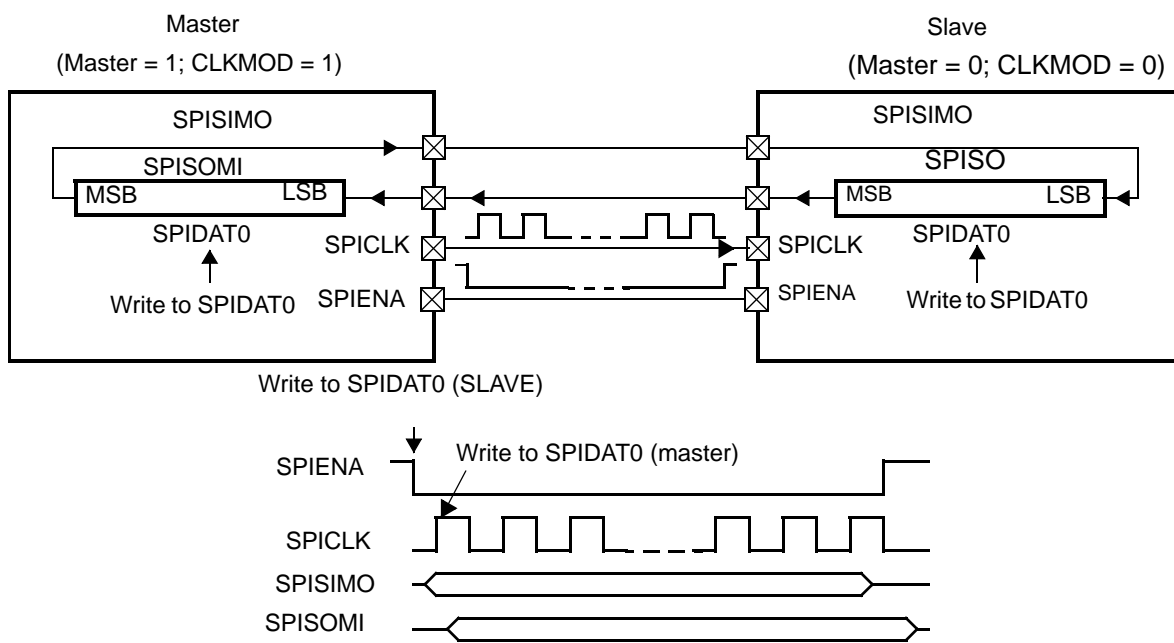 Master
(Master = 1; CLKMOD = 1)
Slave
(Master = 0; CLKMOD = 0)
SPISIMO
SPISIMO
SPISOMI
SPISO
MSB LSB
MSB LSB
SPIDAT0
SPIDAT0
SPICLK
SPICLK
Write to SPIDAT0
SPIENA
SPIENA
Write to SPIDAT0
Write to SPIDAT0 (SLAVE)
Write to SPIDAT0 (master)
SPIENA
SPICLK
SPISIMO
SPISOMI